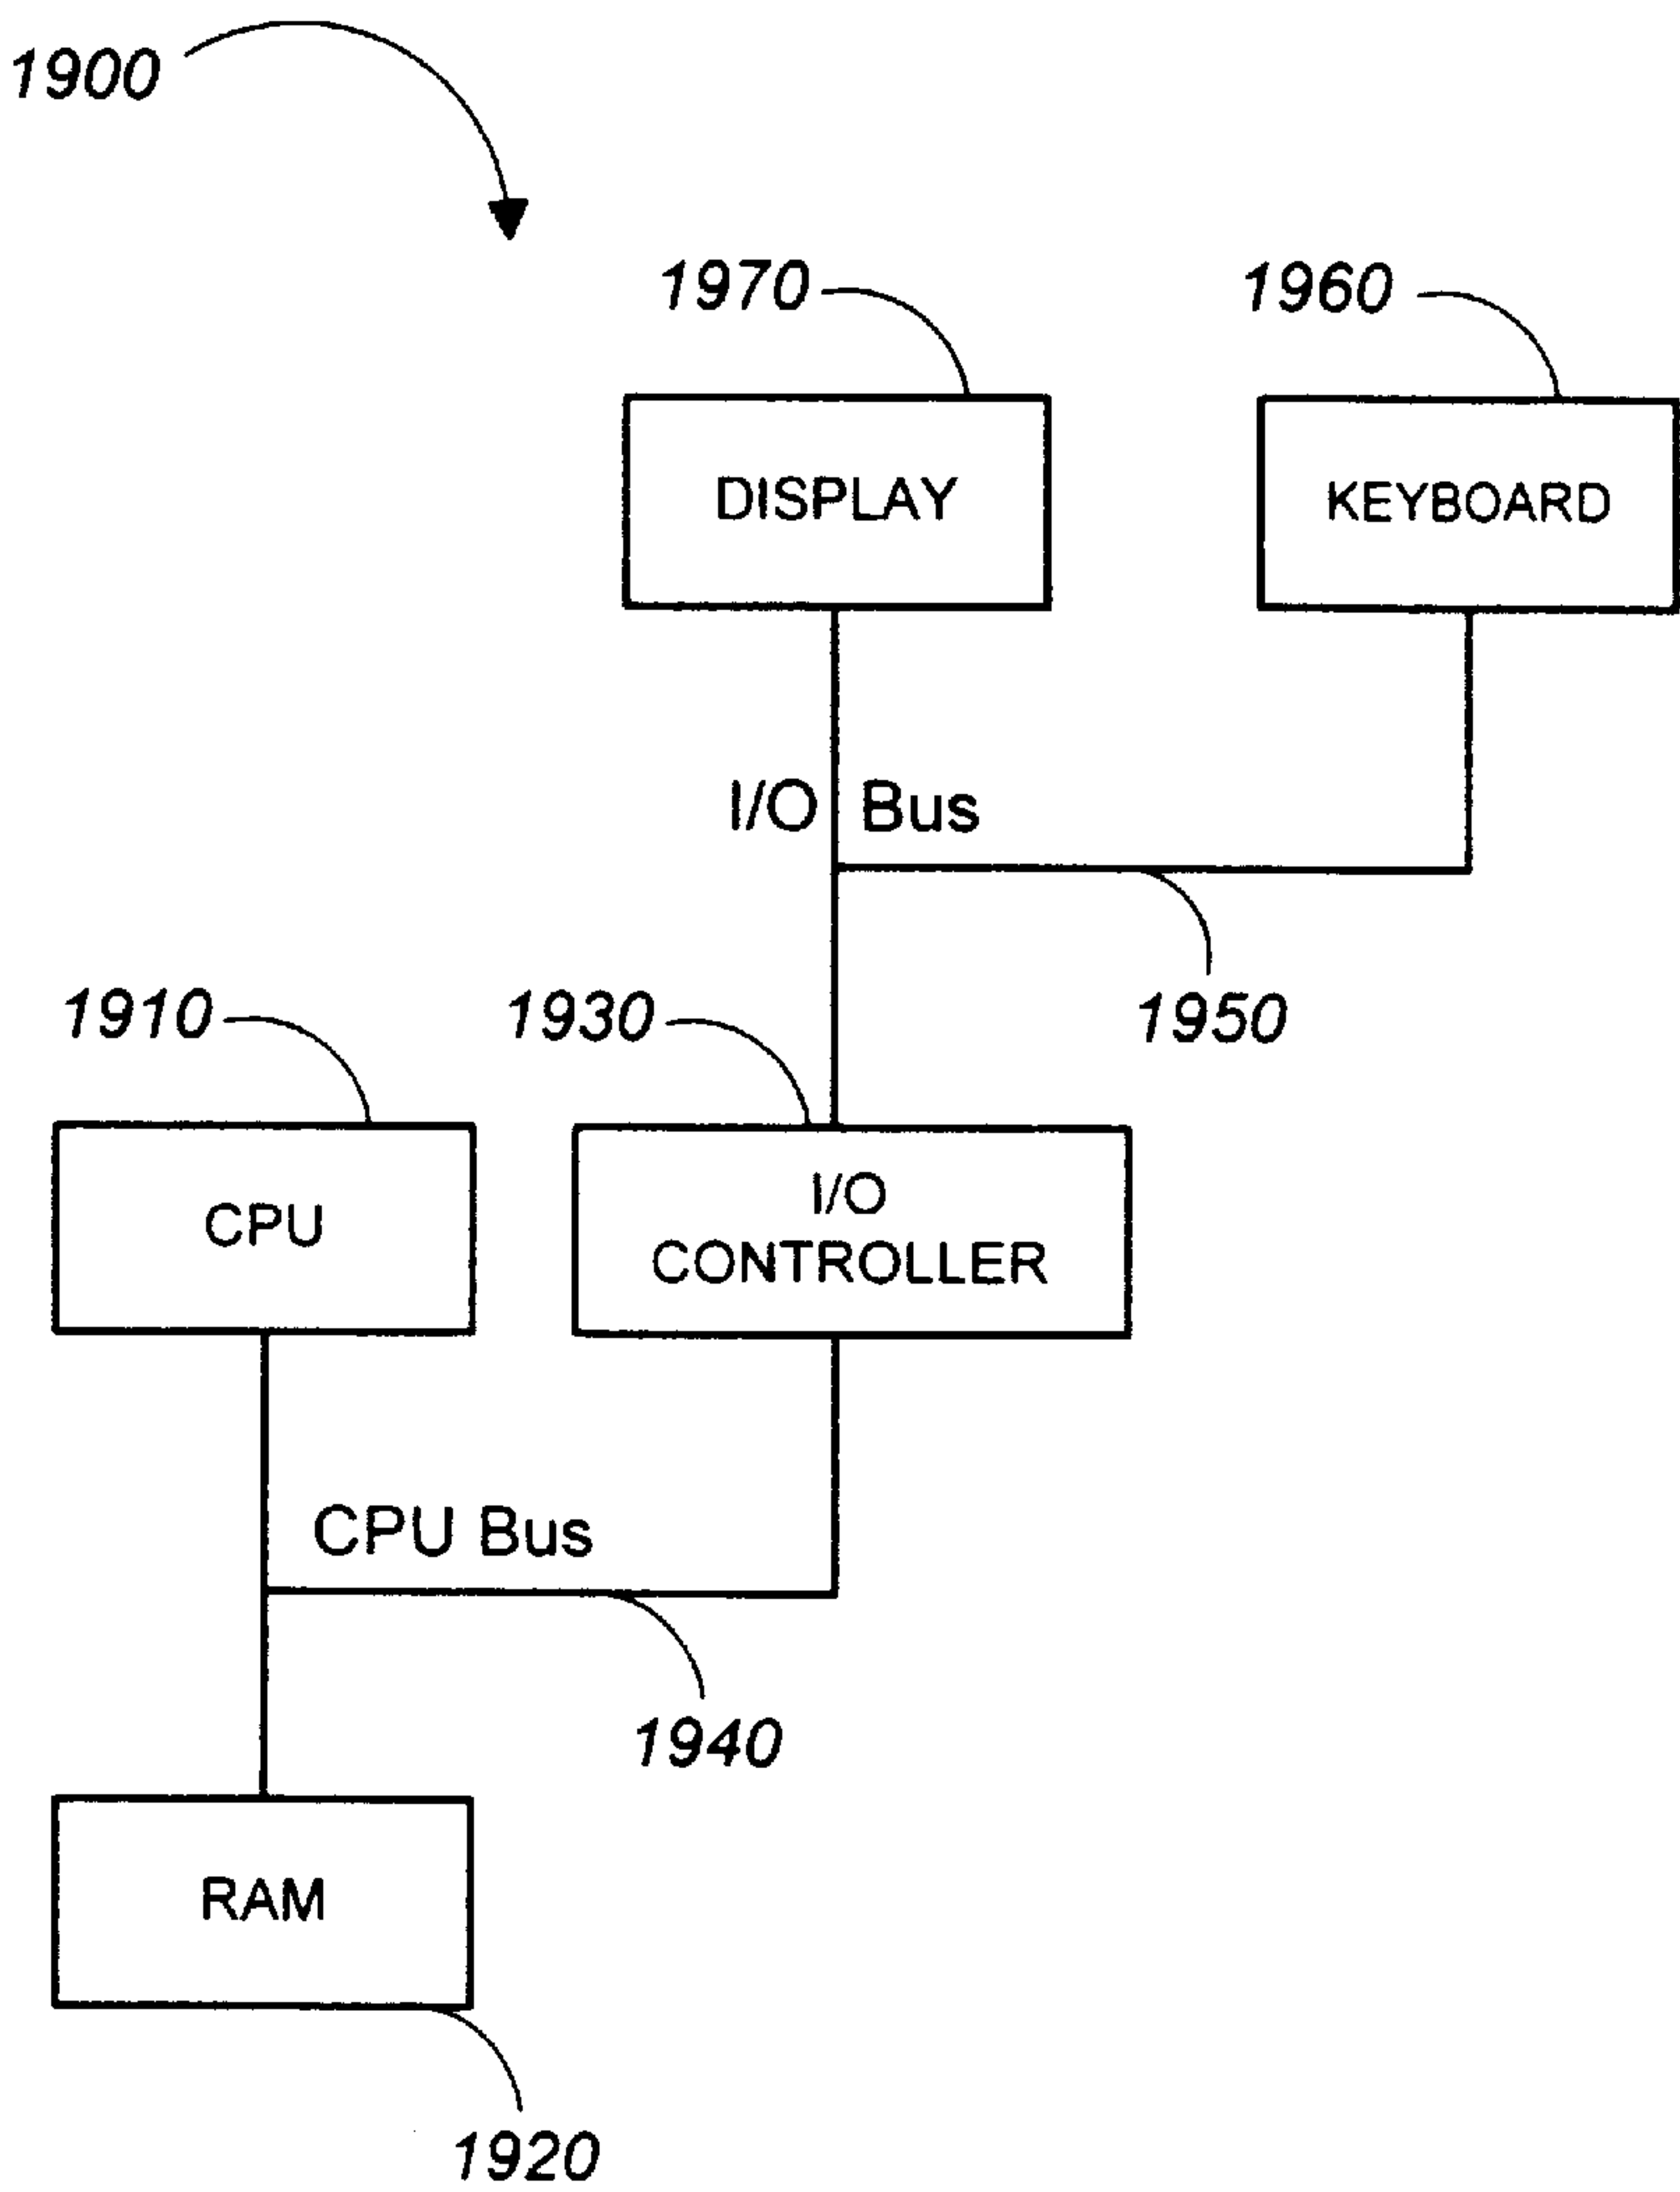 1900
1970
1960
DISPLAY
KEYBOARD
I/O Bus
1950
1910
1930
CPU
I/O
CONTROLLER
CPU Bus
1940
RAM
1920